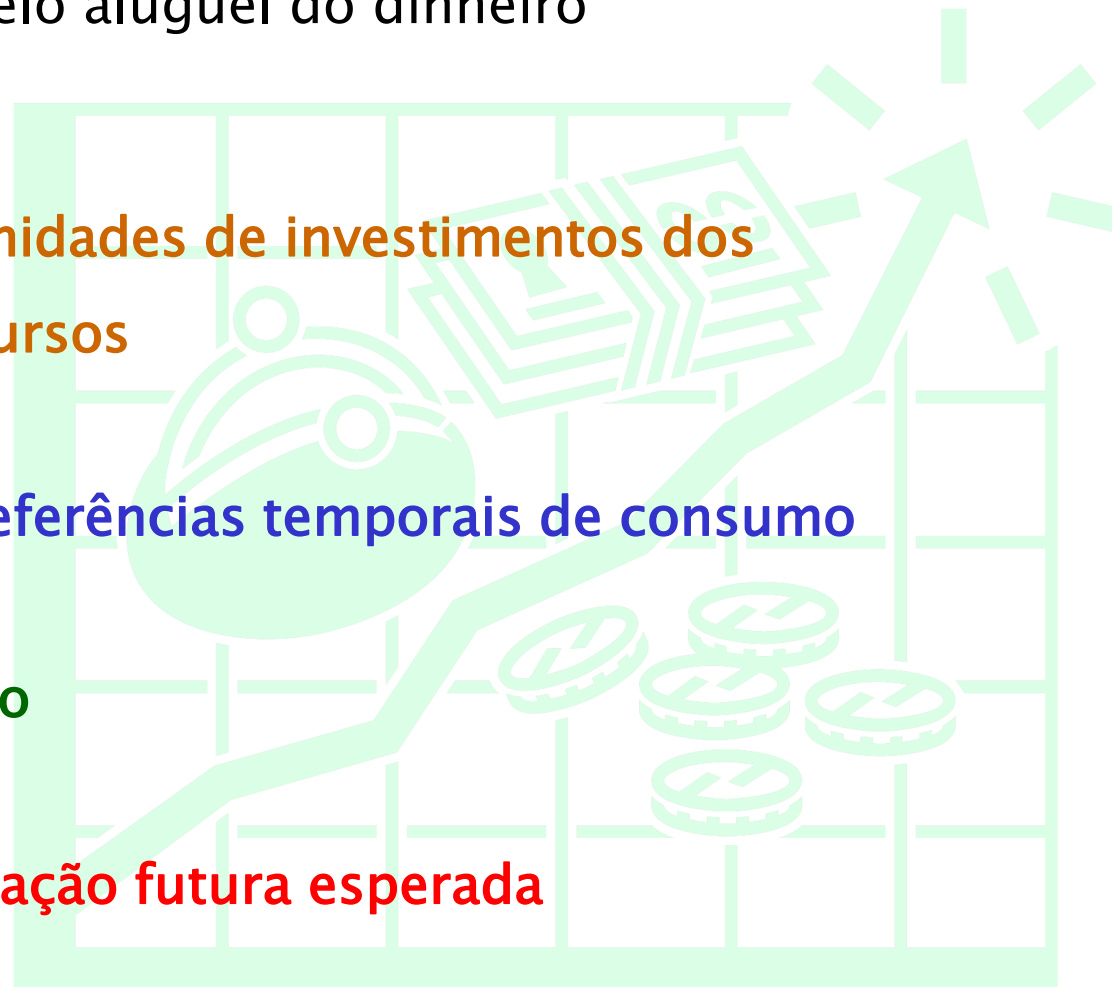 elo aluguel do dinheiro
nidades de investimentos dos
ursos
eferências temporais de consumo
o
ação futura esperada